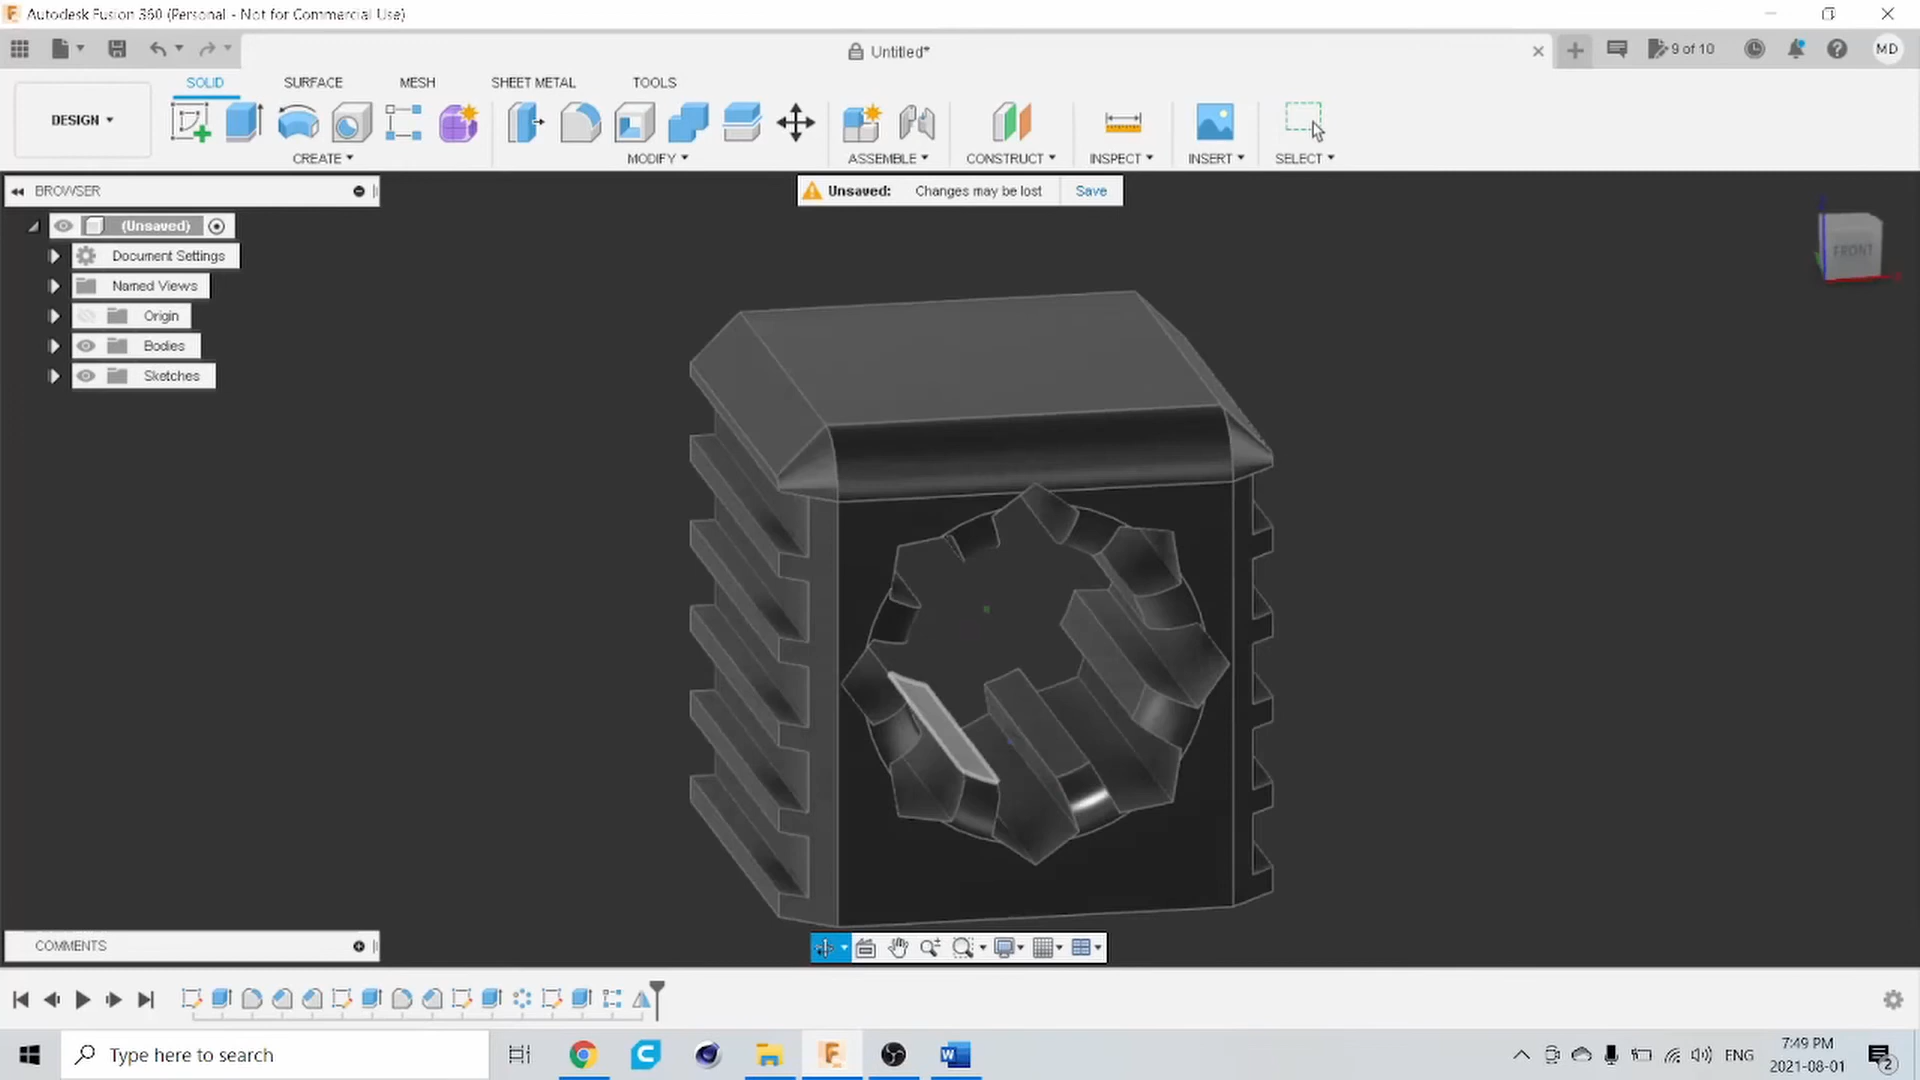 Autodesk Fusion 360 (Personal - Not for Commercial Use)
Untitled*
9 of 10
MD
SOLID SURFACE MESH SHEET METAL TOOLS
DESIGN
CREATE MODIFY ASSEMBLE CONSTRUCT INSPECT INSERT SELECT
BROWSER
Unsaved: Changes may be lost Save
(Unsaved)
Document Settings
Named Views
Origin
Bodies
Sketches
FRONT
COMMENTS
Type here to search
ENG
7:49 PM
2021-08-01
2